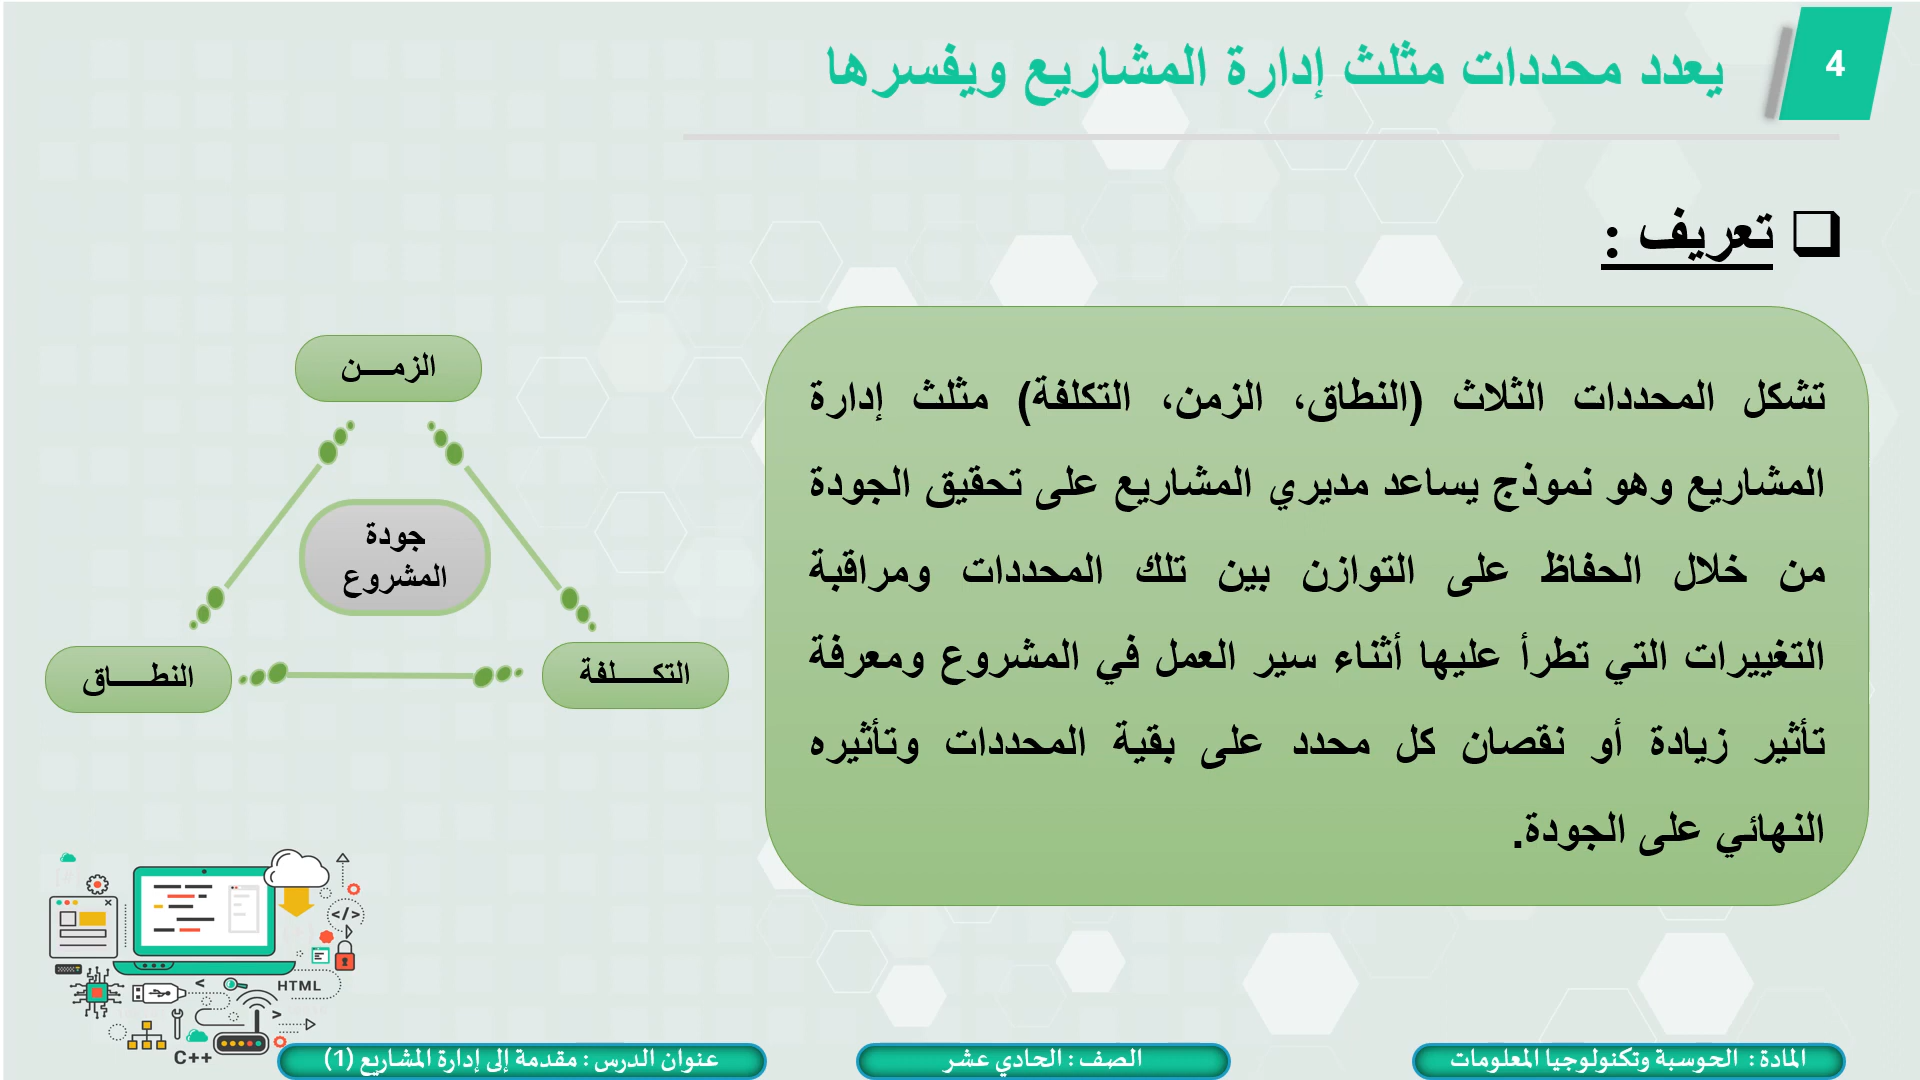 4
يعدد محددات مثلث إدارة المشاريع ويفسرها
تعريف :
تشكل المحددات الثلاث (النطاق، الزمن، التكلفة) مثلث إدارة
المشاريع وهو نموذج يساعد مديري المشاريع على تحقيق الجودة
من خلال الحفاظ على التوازن بين تلك المحددات ومراقبة
التغييرات التي تطرأ عليها أثناء سير العمل في المشروع ومعرفة
تأثير زيادة أو نقصان كل محدد على بقية المحددات وتأثيره
النهائي على الجودة.
الزمـــن
جودة
المشروع
التكـــــلفة
النطـــــاق
</>
HTML
C++
المادة : الحوسبة وتكنولوجيا المعلومات
الصف : الحادي عشر
عنوان الدرس : مقدمة إلى إدارة المشاريع (1)